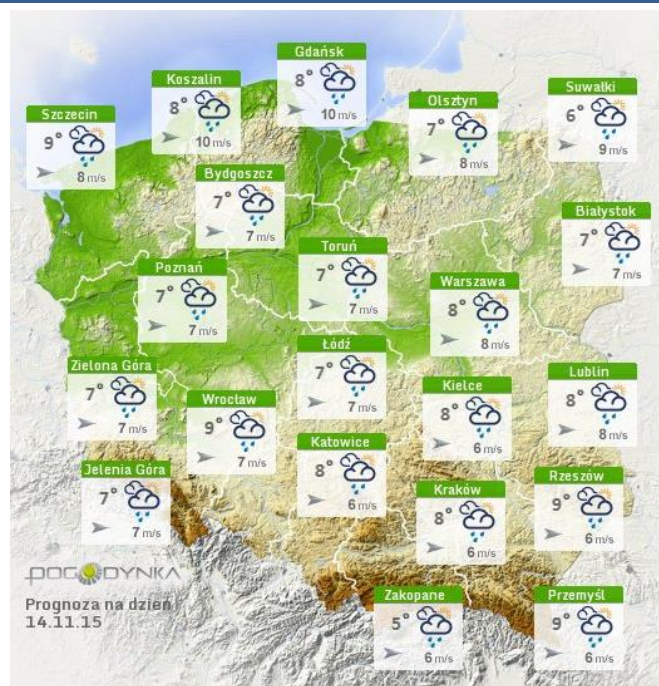 Gdańsk
8°
10 m/s
Koszalin
8°
10 m/s
Suwałki
6°
9 m/s
Olsztyn
7°
8 m/s
Szczecin
9°
8 m/s
Bydgoszcz
7°
7 m/s
Białystok
7°
7 m/s
Toruń
7°
7 m/s
Poznań
7°
7 m/s
Warszawa
8°
8 m/s
Łódź
7°
7 m/s
Zielona Góra
7°
7 m/s
Lublin
8°
8 m/s
Kielce
8°
6 m/s
Wrocław
9°
7 m/s
Katowice
8°
6 m/s
Jelenia Góra
7°
7 m/s
Rzeszów
9°
6 m/s
Kraków
8°
6 m/s
POGODYNKA
Prognoza na dzień
14.11.15
Zakopane
5°
6 m/s
Przemyśl
9°
6 m/s